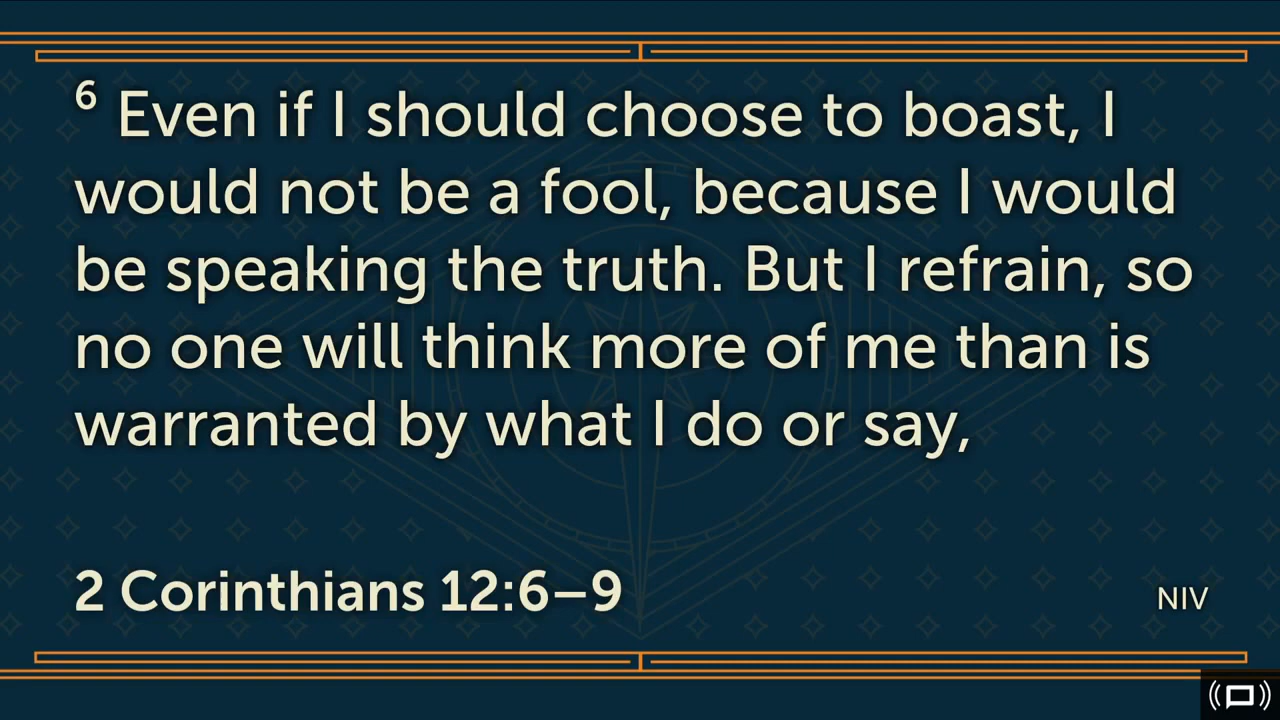 6 Even if I should choose to boast, I
would not be a fool, because I would
be speaking the truth. But I refrain, so
no one will think more of me than is
warranted by what I do or say,
2 Corinthians 12:6–9
NIV